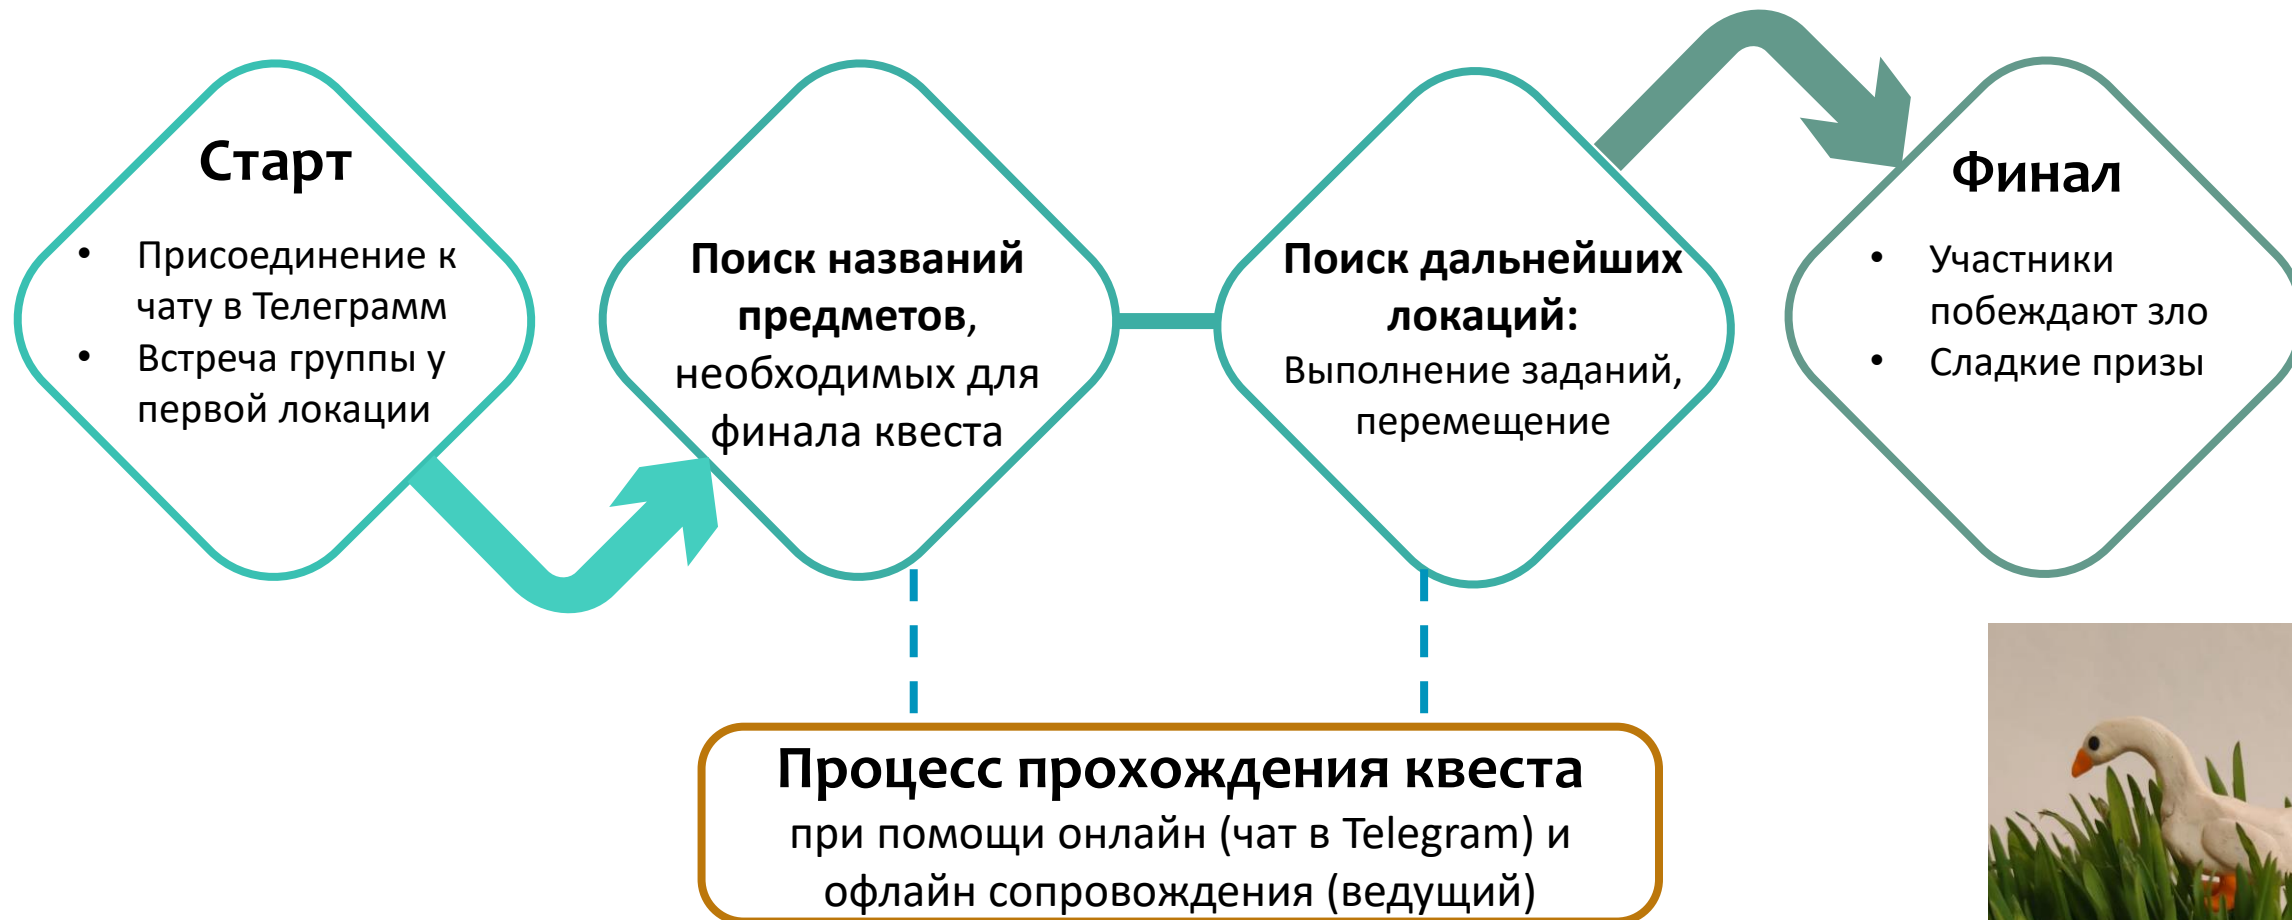 Старт
• Присоединение к
чату в Телеграмм
• Встреча группы у
первой локации
Поиск названий
предметов,
необходимых для
финала квеста
Поиск дальнейших
локаций:
Выполнение заданий,
перемещение
Финал
• Участники
побеждают зло
• Сладкие призы
Процесс прохождения квеста
при помощи онлайн (чат в Telegram) и
офлайн сопровождения (ведущий)